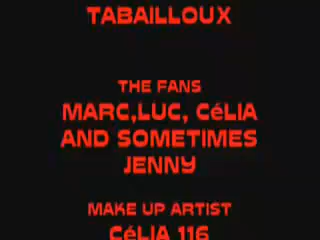 TABAILLOUX
THE FANS
MARC,LUC, CéLIA
AND SOMETIMES
JENNY
MAKE UP ARTIST
CéLIA 116